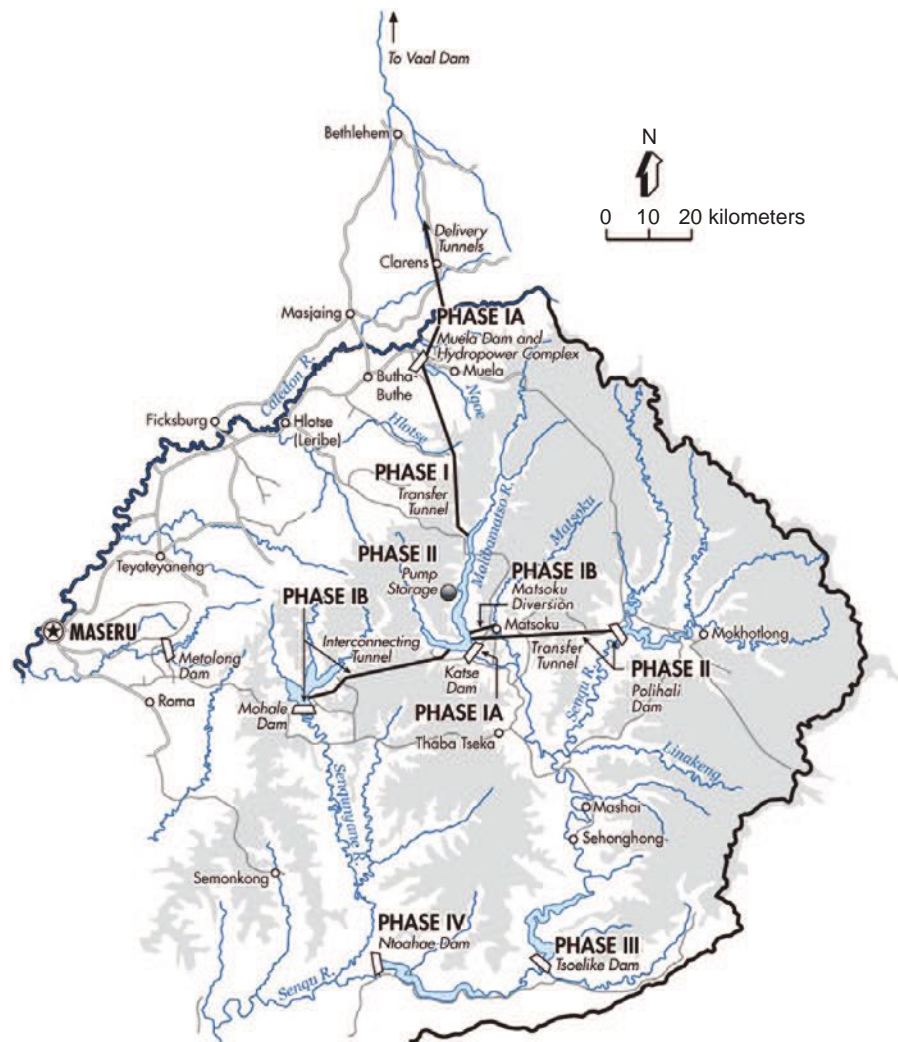 To Vaal Dam
Bethlehem
N
0 10 20 kilometers
Delivery
Tunnels
Clarens
Masjaing
PHASE IA
Muela Dam and
Hydropower Complex
Muela
Butha-
Buthe
Caledon R.
Ngoe
Ficksburg
Hlotse
(Leribe)
Hlotse
PHASE I
Transfer
Tunnel
Malibamatso R.
Matsoku
PHASE II
Pump
Storage
PHASE IB
Matsoku
Diversion
Matsoku
Teyateyaneng
PHASE IB
Interconnecting
Tunnel
MASERU
Metolong
Dam
Mokhotlong
Transfer
Tunnel
PHASE II
Polihali
Dam
Senqu R.
Katse
Dam
PHASE IA
Roma
Mohale
Dam
Thaba Tseka
Linakeng
Senqunyane R.
Mashai
Sehonghong
Semonkong
PHASE IV
Ntoahae Dam
PHASE III
Tsoelike Dam
Senqu R.